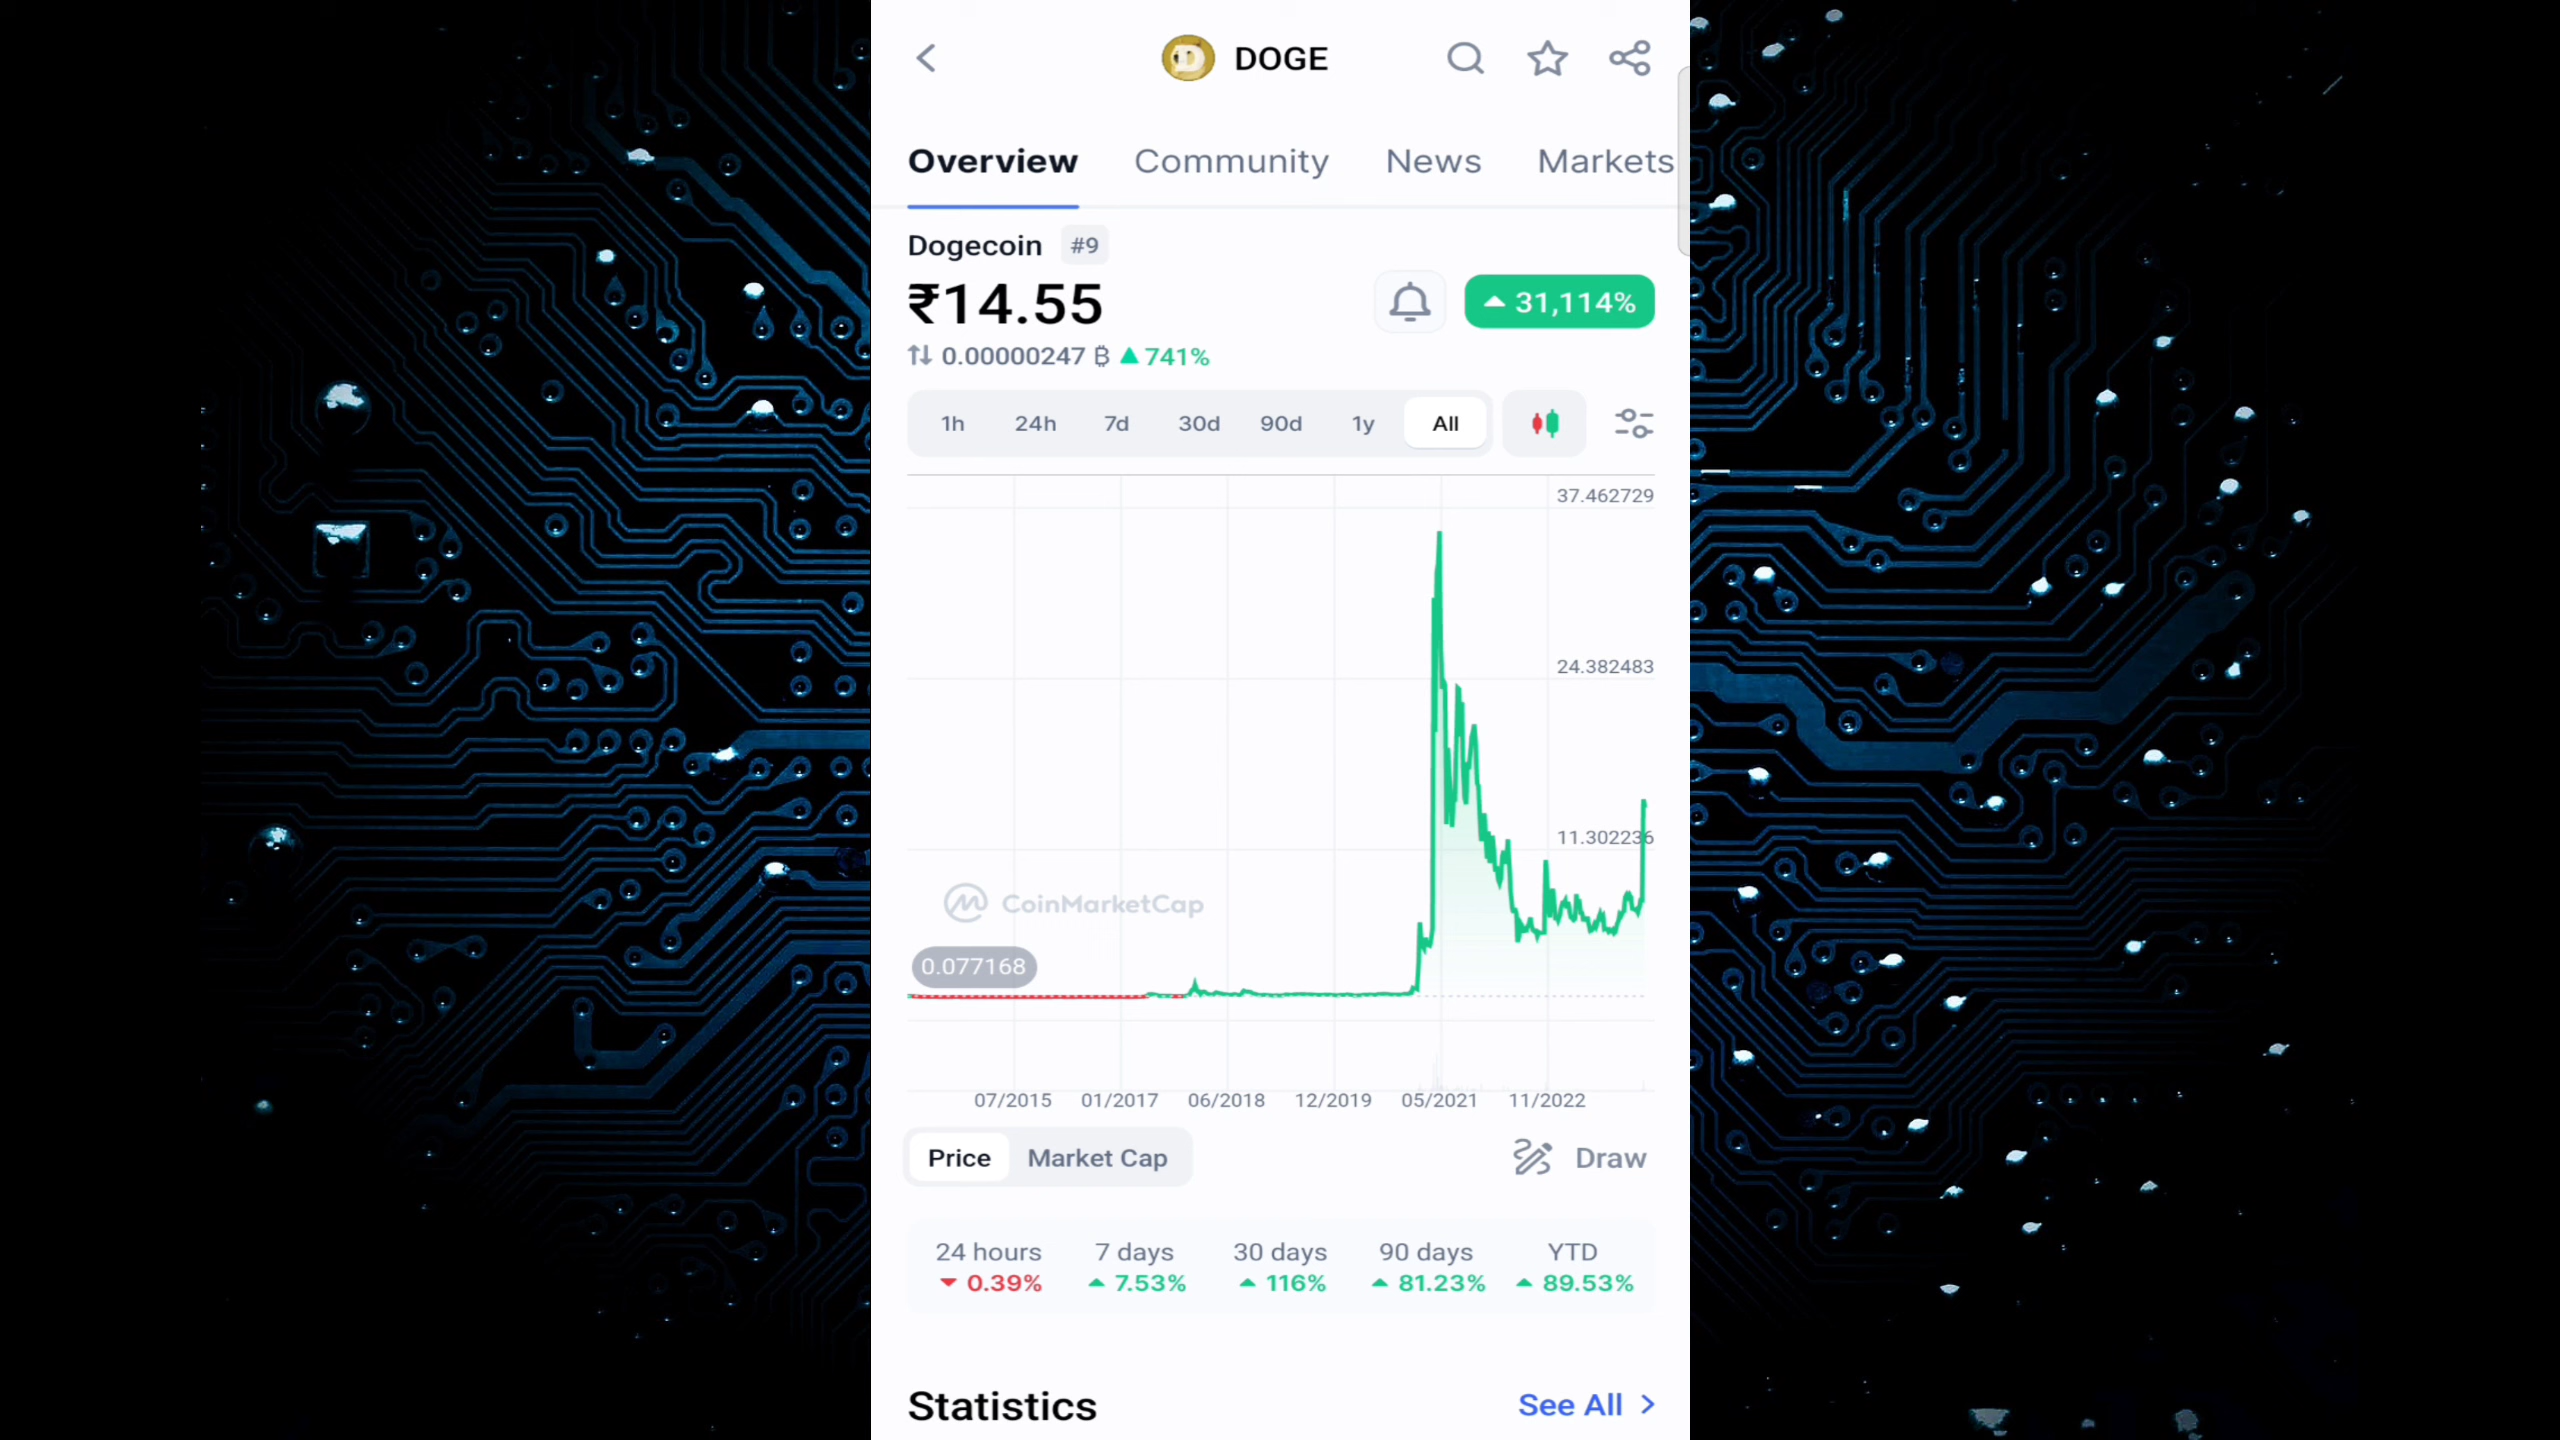 DOGE
Overview Community News Markets
Dogecoin #9
₹14.55 31,114%
0.00000247 ₿ 741%
1h 24h 7d 30d 90d 1y All
37.462729
24.382483
11.302236
CoinMarketCap
0.077168
07/2015 01/2017 06/2018 12/2019 05/2021 11/2022
Price Market Cap Draw
24 hours 7 days 30 days 90 days YTD
0.39% 7.53% 116% 81.23% 89.53%
Statistics See All